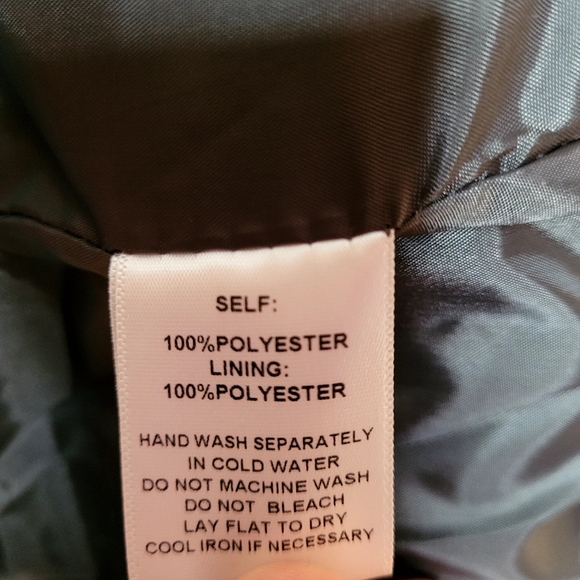 SELF:
100%POLYESTER
LINING:
100%POLYESTER
HAND WASH SEPARATELY
IN COLD WATER
DO NOT MACHINE WASH
DO NOT BLEACH
LAY FLAT TO DRY
COOL IRON IF NECESSARY